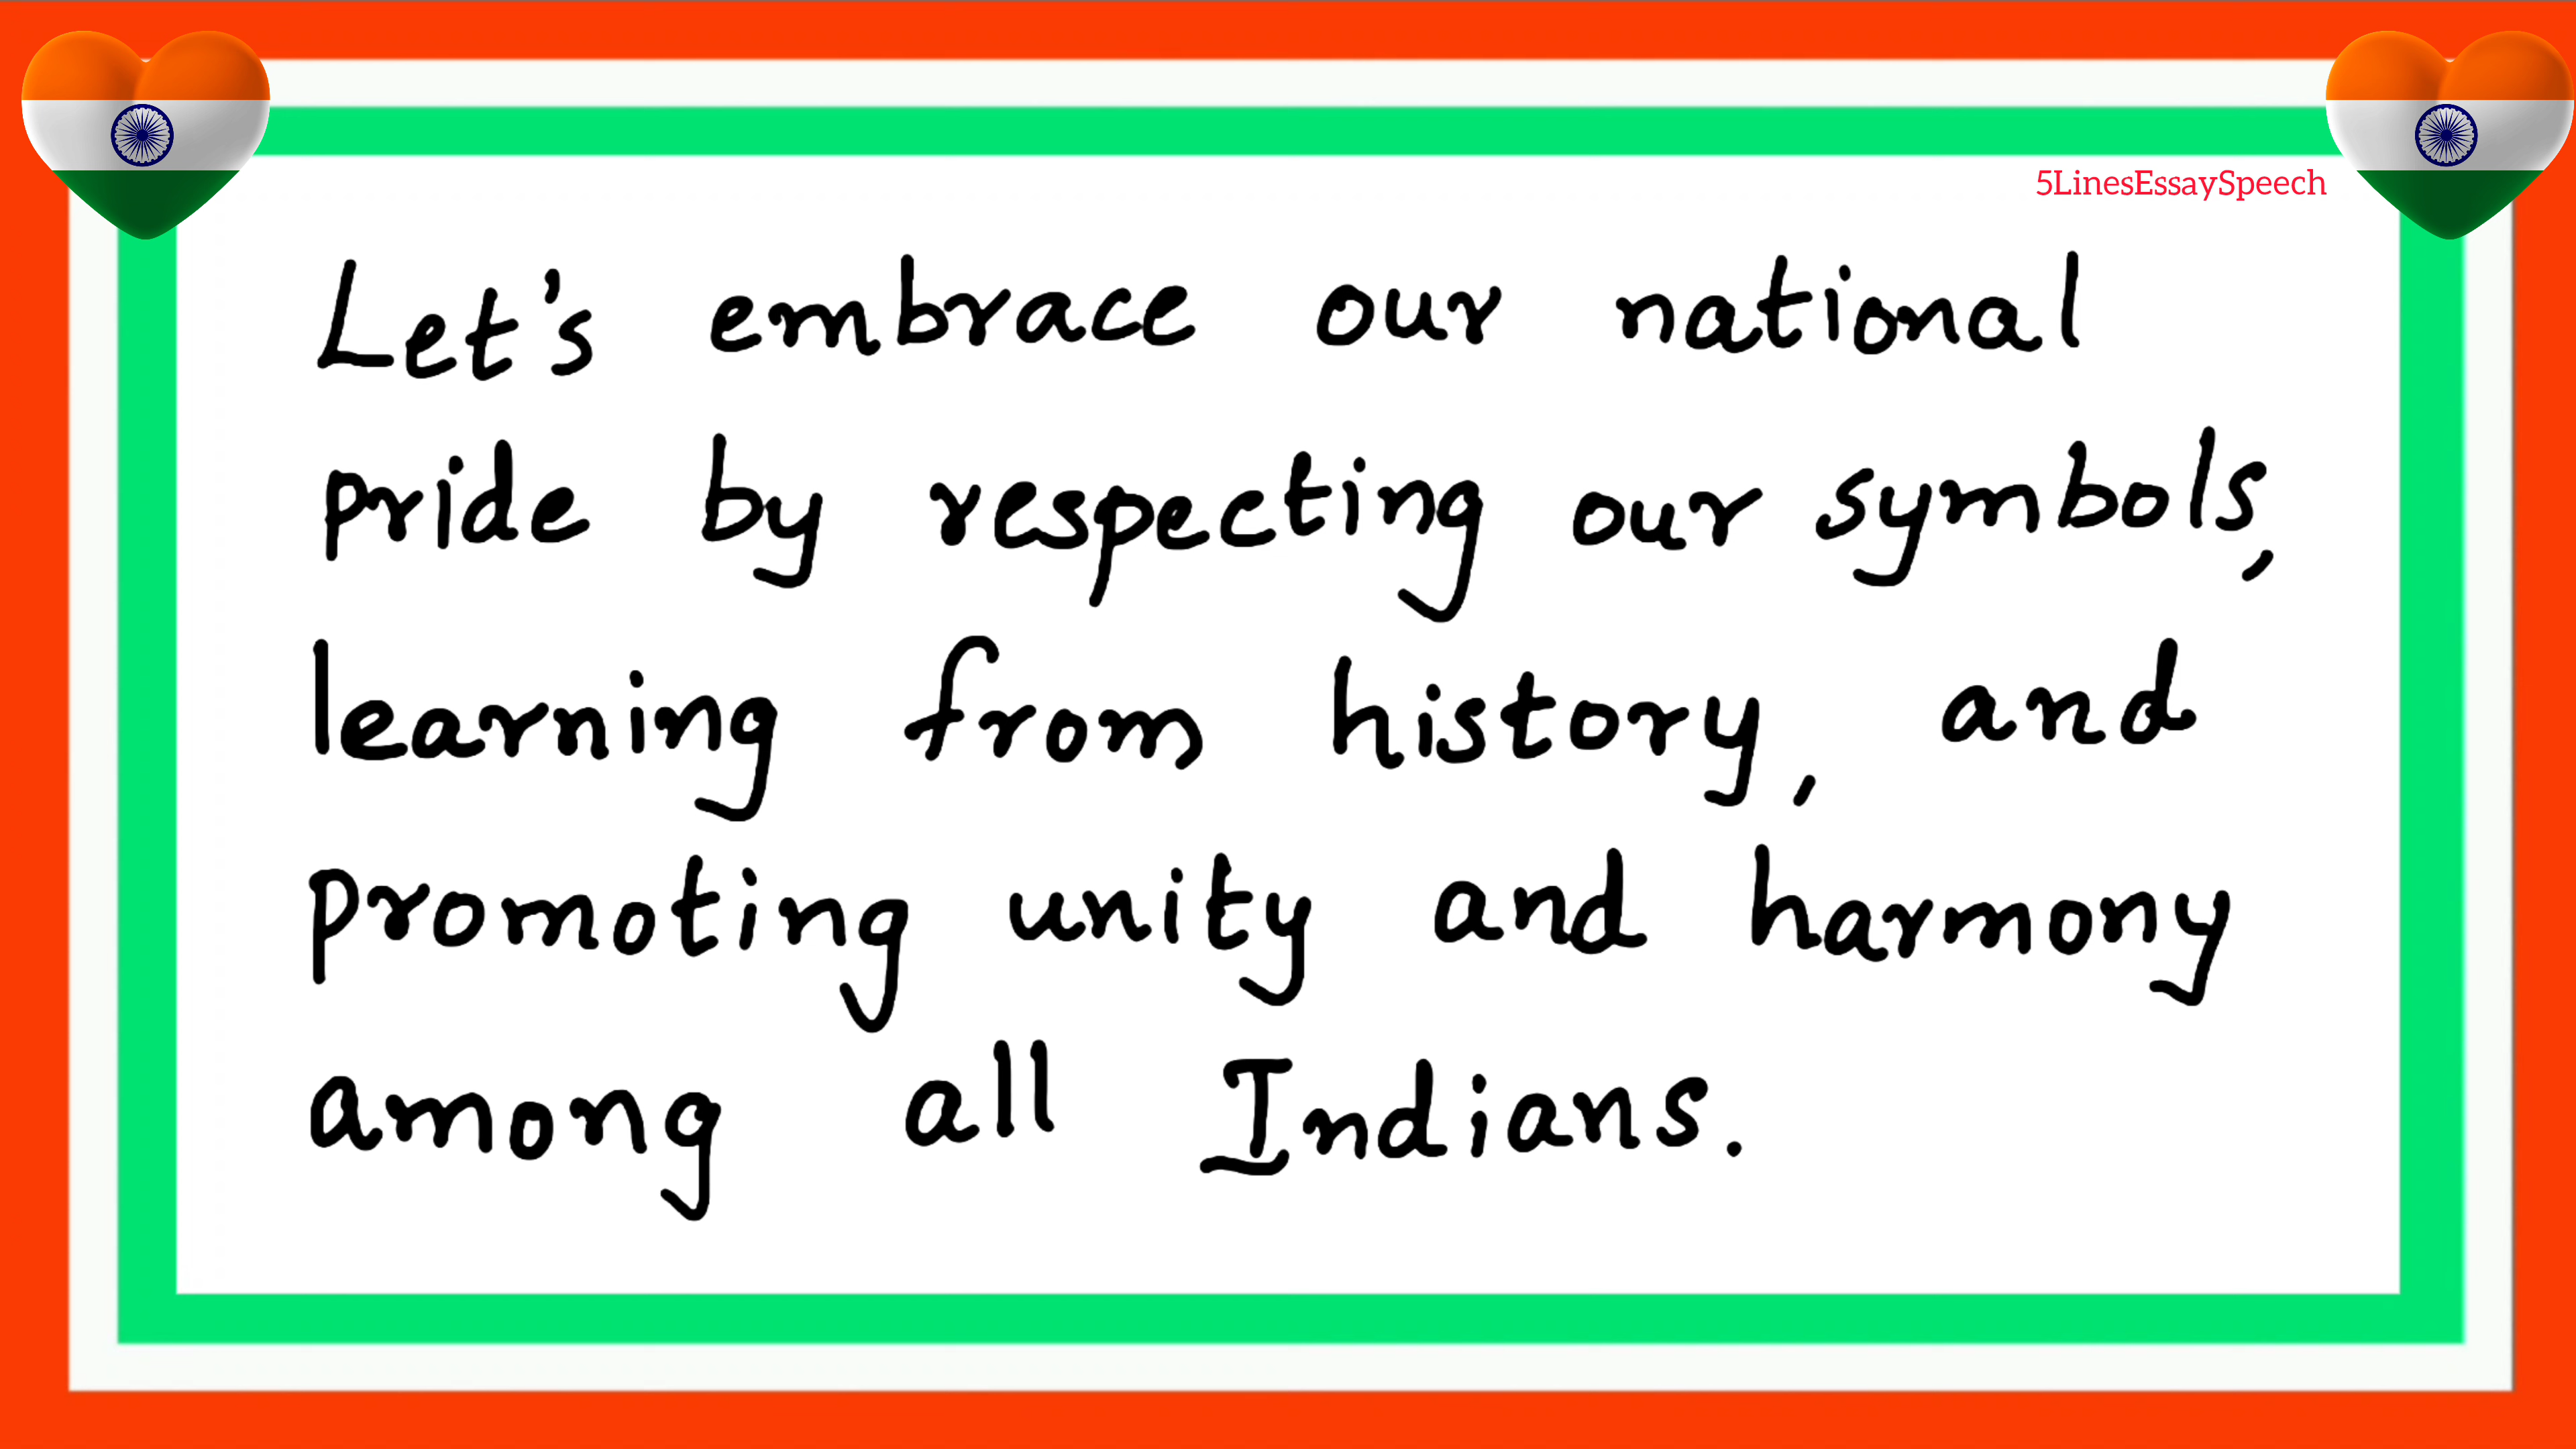 5LinesEssaySpeech
Let's embrace our national
pride by respecting our symbols,
learning from history, and
promoting unity and harmony
among all Indians.